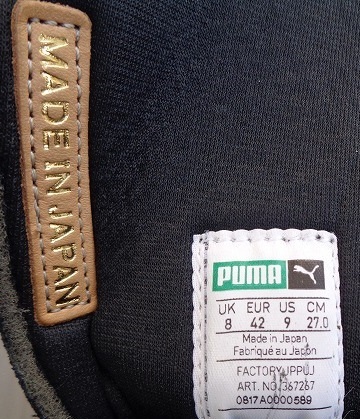 MADE IN JAPAN
PUMA
UK EUR US CM
8 42 9 27.0
Made in Japan
Fabriqué au Japon
FACTORY JPPUJ
ART. NO. 367267
0817A0000589